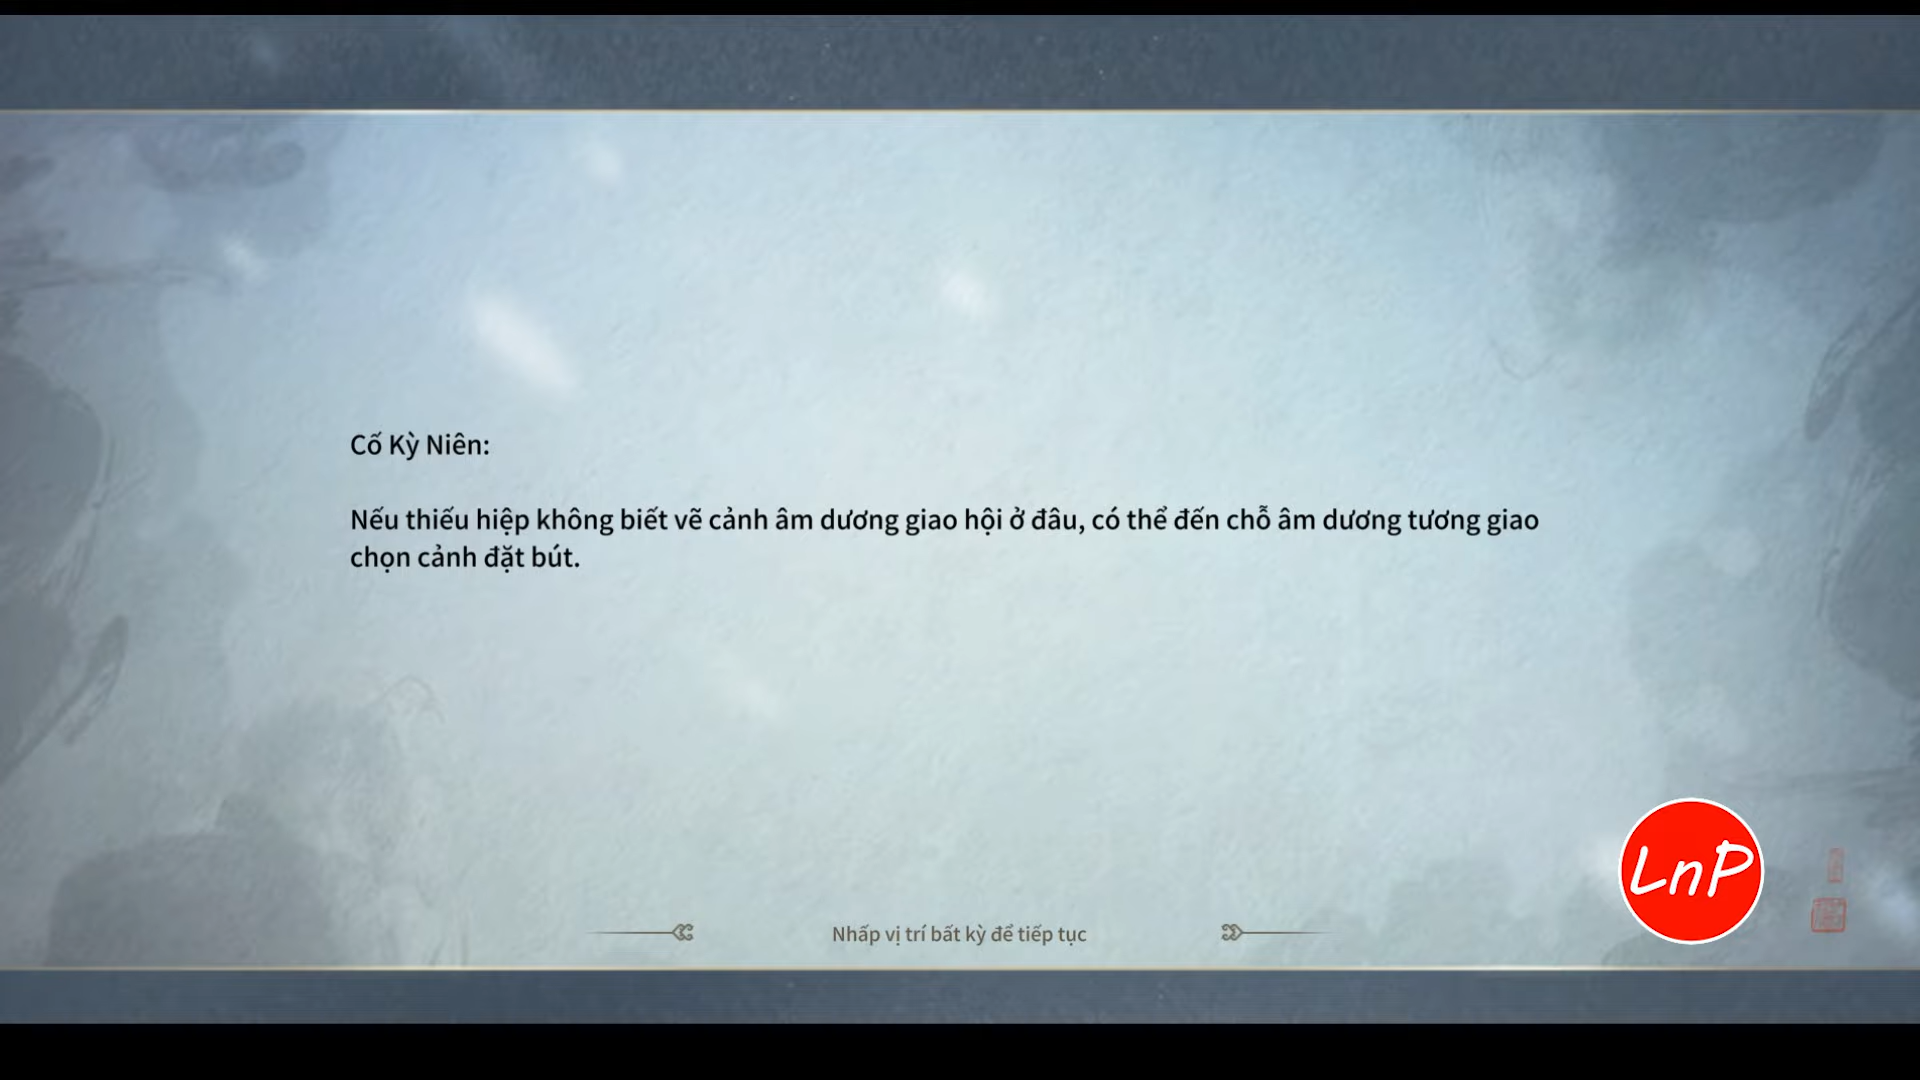 Cố Kỳ Niên:
Nếu thiếu hiệp không biết vẽ cảnh âm dương giao hội ở đâu, có thể đến chỗ âm dương tương giao
chọn cảnh đặt bút.
LnP
Nhấp vị trí bất kỳ để tiếp tục